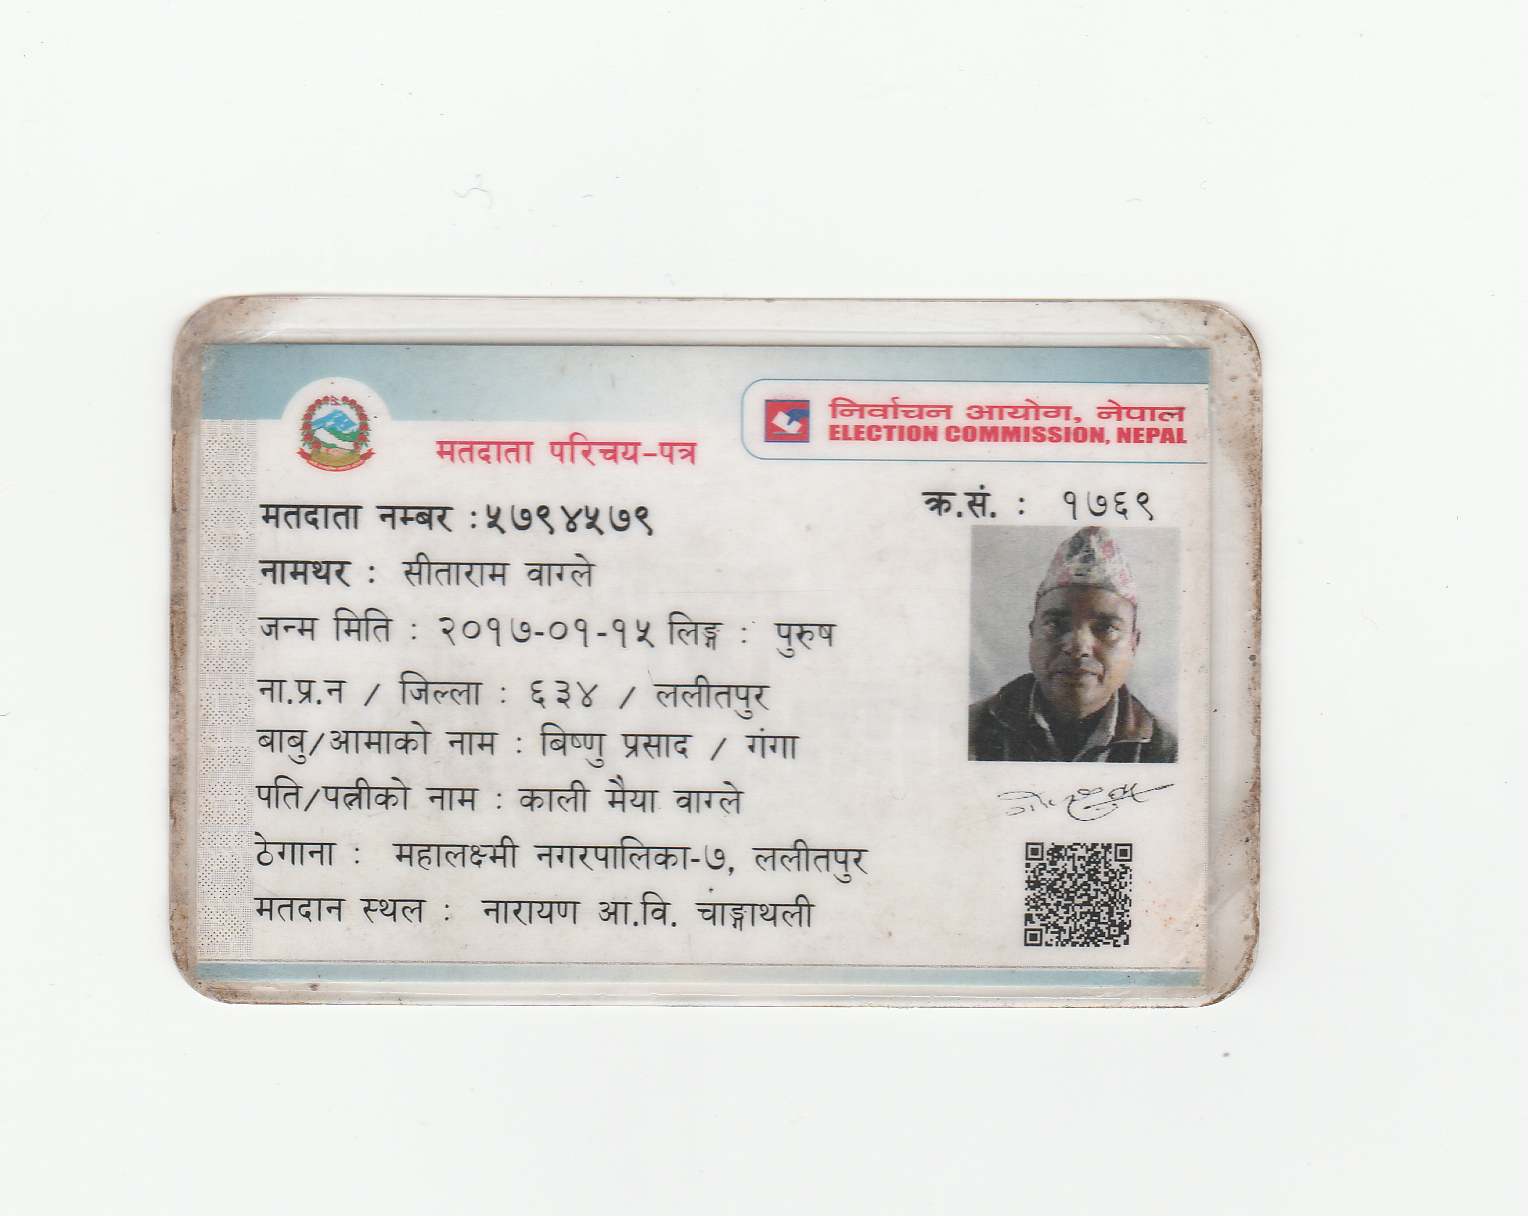 निर्वाचन आयोग, नेपाल
ELECTION COMMISSION, NEPAL
मतदाता परिचय-पत्र
क्र.सं. : १७६९
मतदाता नम्बर :५७९४५७९
नामथर : सीताराम वाग्ले
जन्म मिति : २०१७-०१-१५ लिङ्ग : पुरुष
ना.प्र.न / जिल्ला : ६३४ / ललीतपुर
बाबु/आमाको नाम : बिष्णु प्रसाद / गंगा
पति/पत्नीको नाम : काली मैया वाग्ले
ठेगाना : महालक्ष्मी नगरपालिका-७, ललीतपुर
मतदान स्थल : नारायण आ.वि. चांङ्गाथली